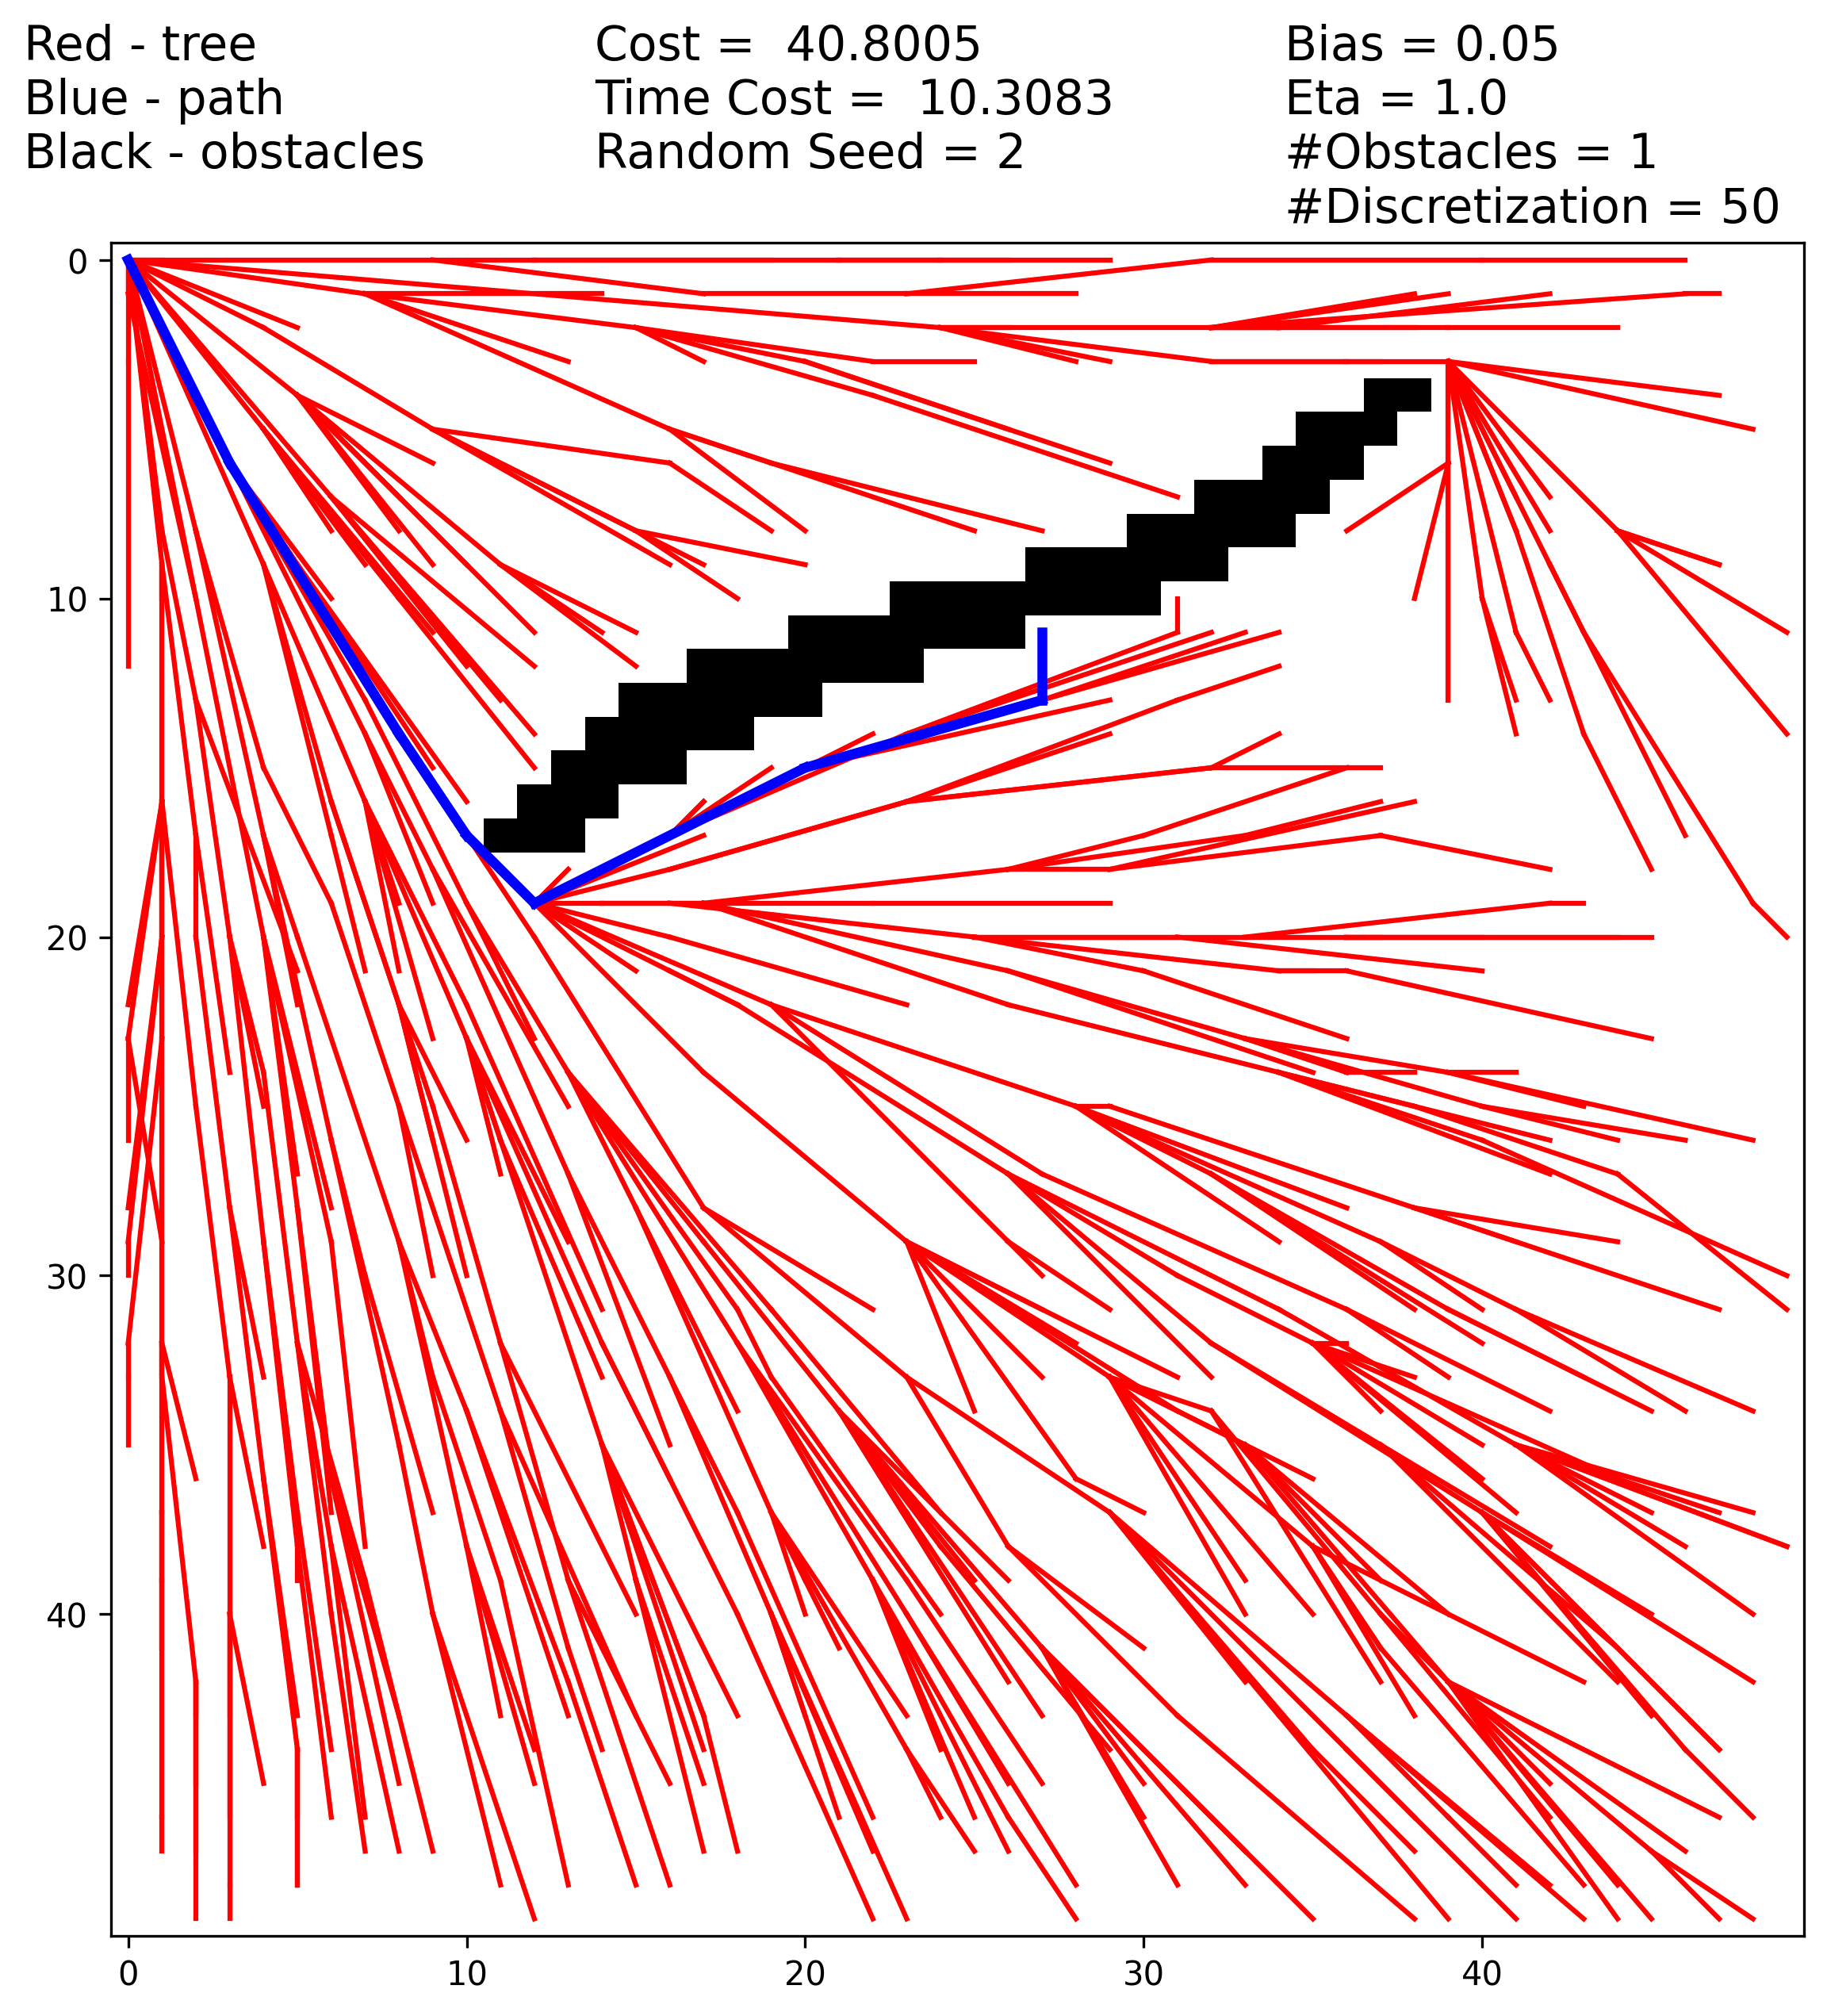 Red - tree
Blue - path
Black - obstacles
Cost =  40.8005
Time Cost =  10.3083
Random Seed = 2
Bias = 0.05
Eta = 1.0
#Obstacles = 1
#Discretization = 50
0
10
20
30
40
0
10
20
30
40